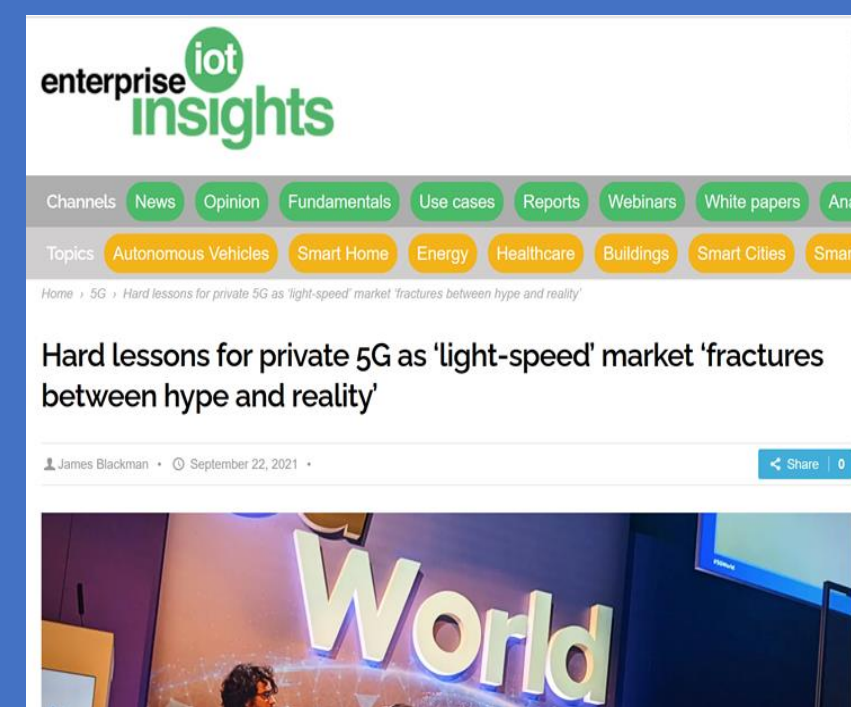 enterprise iot
insights
Channels News Opinion Fundamentals Use cases Reports Webinars White papers
Topics Autonomous Vehicles Smart Home Energy Healthcare Buildings Smart Cities
Home › 5G › Hard lessons for private 5G as 'light-speed' market 'fractures between hype and reality'
Hard lessons for private 5G as ‘light-speed’ market ‘fractures
between hype and reality’
James Blackman • September 22, 2021 •
Share 0
World